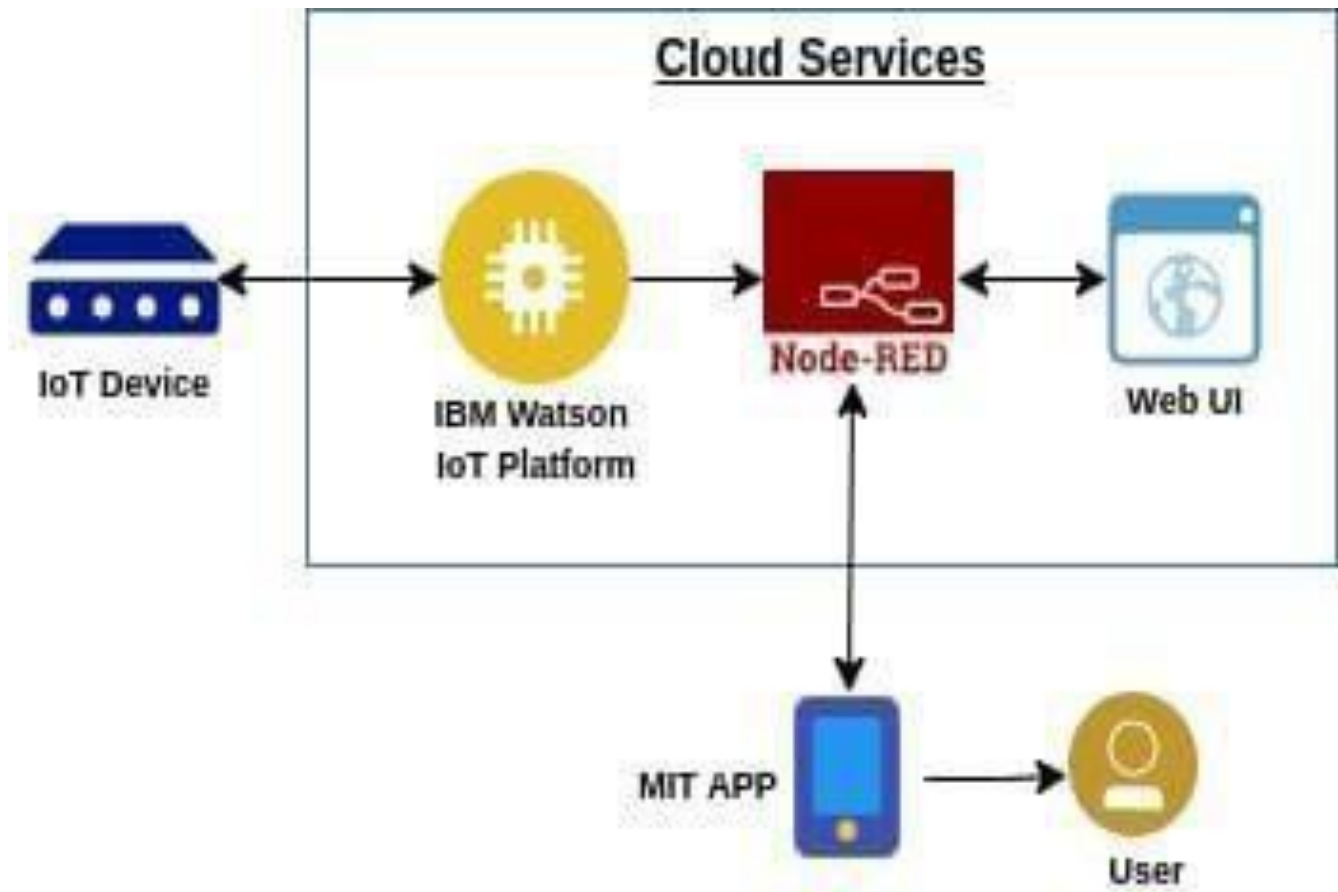 Cloud Services
Node-RED
IoT Device
Web UI
IBM Watson
IoT Platform
MIT APP
User